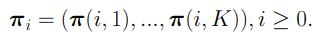 π_i = (π(i, 1), ..., π(i, K)), i ≥ 0.